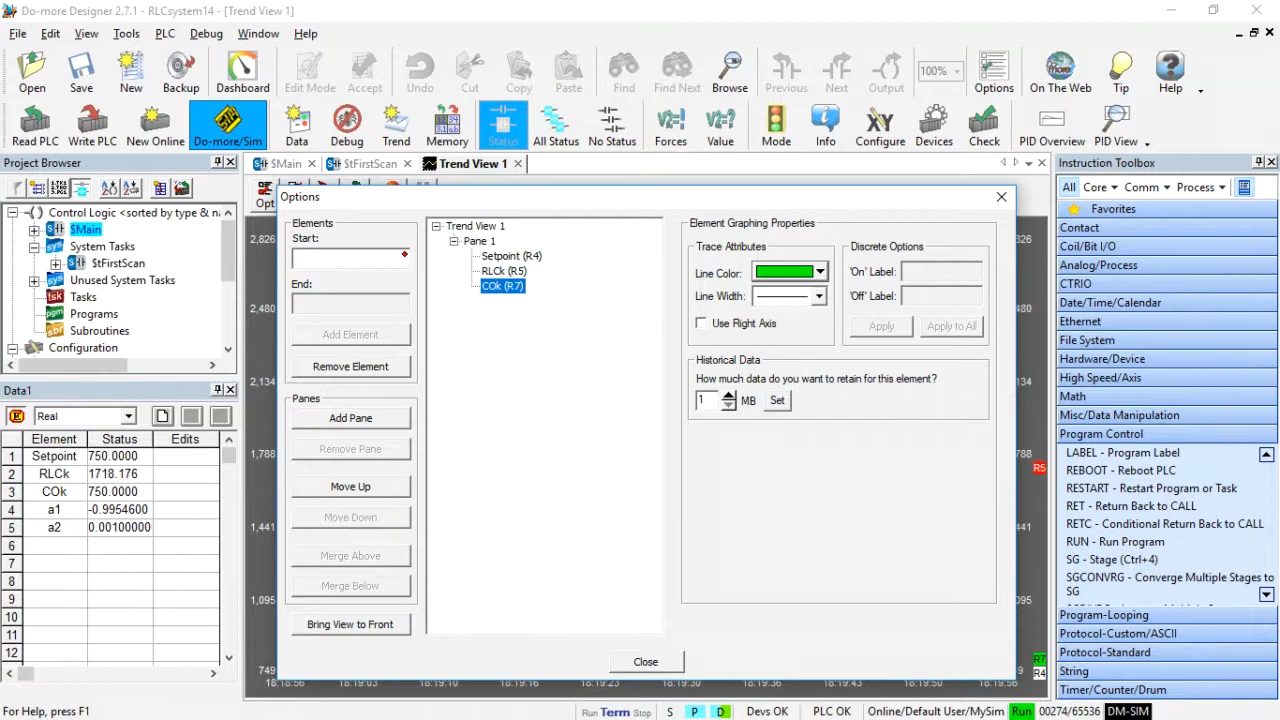 Do-more Designer 2.7.1 - RLCsystem14 - [Trend View 1]
File Edit View Tools PLC Debug Window Help
Open Save New Backup Dashboard Edit Mode Accept Undo Cut Copy Paste Find Find Next Browse Previous Next Output 100% Options On The Web Tip Help
Read PLC Write PLC New Online Do-more/Sim Data Debug Trend Memory Status All Status No Status Forces Value Mode Info Configure Devices Check PID Overview PID View
Project Browser
$Main $tFirstScan Trend View 1
Instruction Toolbox
All Core Comm Process
Control Logic <sorted by type & n
$Main
System Tasks
$tFirstScan
Unused System Tasks
Tasks
Programs
Subroutines
Configuration
Data1
Real
Element Status Edits
1 Setpoint 750.0000
2 RLCk 1718.176
3 COk 750.0000
4 a1 -0.9954600
5 a2 0.00100000
6
7
8
9
10
11
12
Opt
2,826
2,480
2,134
1,788
1,441
1,095
749
18:18:56 18:19:03 18:19:10 18:19:16 18:19:23 18:19:30 18:19:36 18:19:43 18:19:50 18:19:56
R5
R7
R4
Options
Elements
Start:
End:
Add Element
Remove Element
Panes
Add Pane
Remove Pane
Move Up
Move Down
Merge Above
Merge Below
Bring View to Front
Trend View 1
Pane 1
Setpoint (R4)
RLCk (R5)
COk (R7)
Element Graphing Properties
Trace Attributes
Line Color:
Line Width:
Use Right Axis
Discrete Options
'On' Label:
'Off' Label:
Apply Apply to All
Historical Data
How much data do you want to retain for this element?
1 MB Set
Close
Favorites
Contact
Coil/Bit I/O
Analog/Process
CTRIO
Date/Time/Calendar
Ethernet
File System
Hardware/Device
High Speed/Axis
Math
Misc/Data Manipulation
Program Control
LABEL - Program Label
REBOOT - Reboot PLC
RESTART - Restart Program or Task
RET - Return Back to CALL
RETC - Conditional Return Back to CALL
RUN - Run Program
SG - Stage (Ctrl+4)
SGCONVRG - Converge Multiple Stages to
SG
Program-Looping
Protocol-Custom/ASCII
Protocol-Standard
String
Timer/Counter/Drum
For Help, press F1
Run Term Stop S P D Devs OK PLC OK Online/Default User/MySim Run 00274/65536 DM-SIM